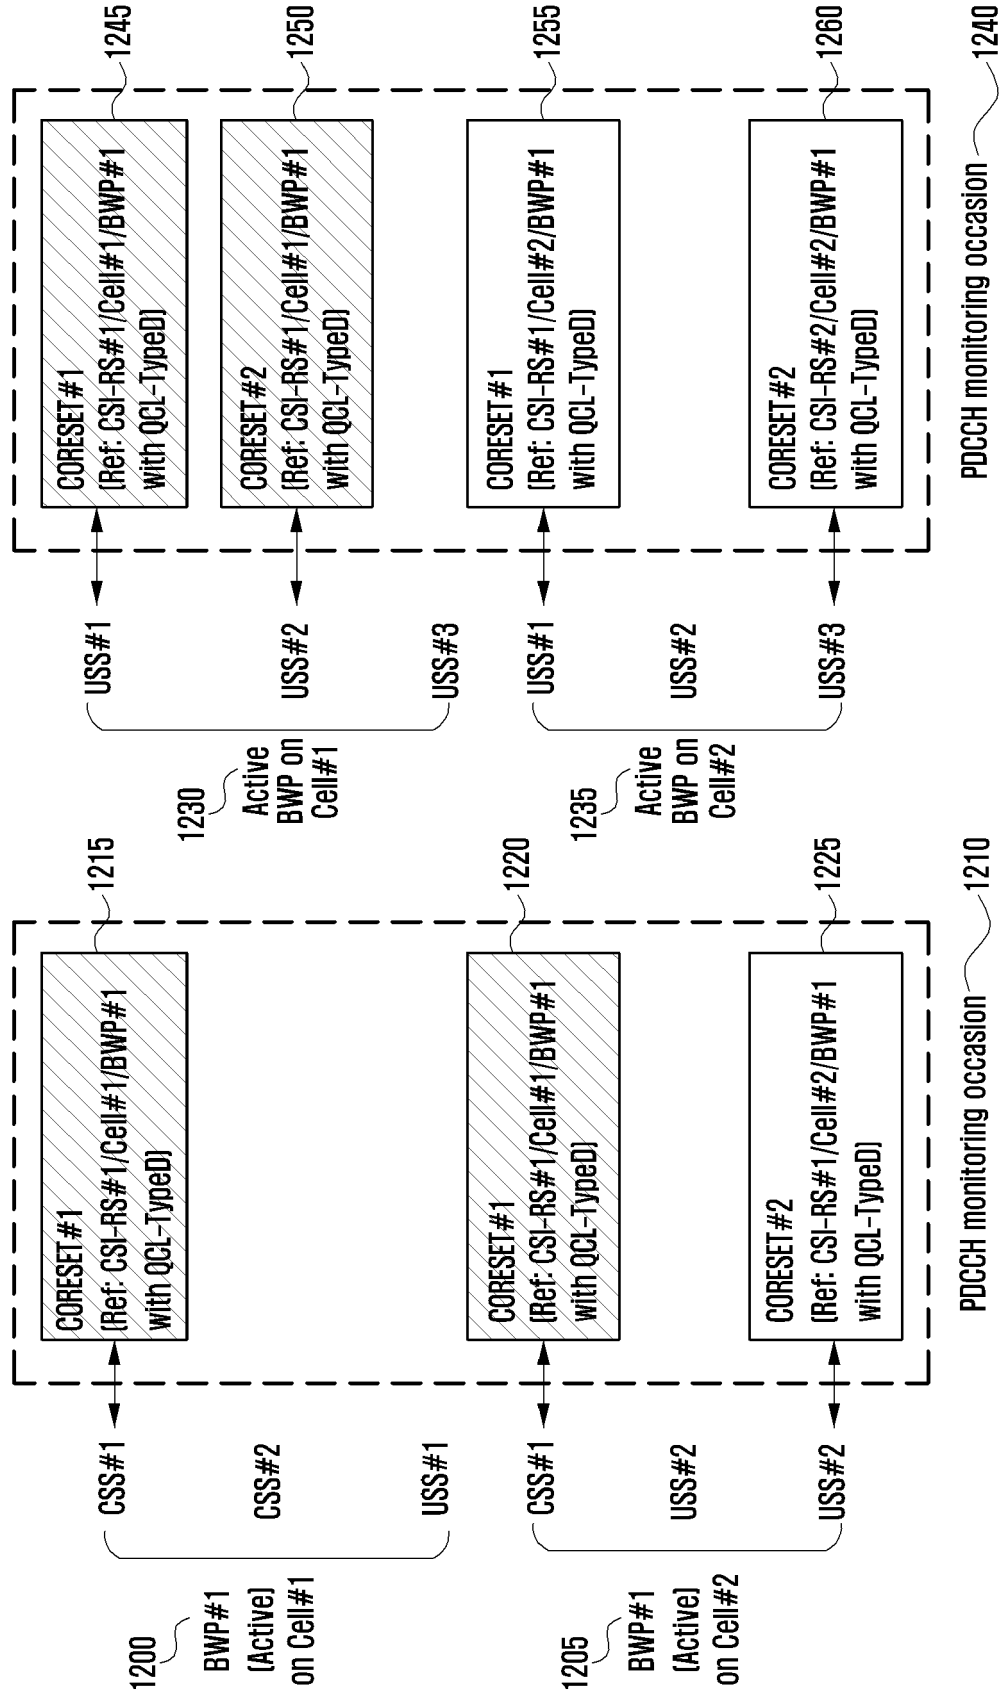 1200
BWP#1
(Active)
on Cell#1
CSS#1
CSS#2
USS#1
CORESET#1
(Ref: CSI-RS#1/Cell#1/BWP#1
with QCL-TypeD)
1215
1205
BWP#1
(Active)
on Cell#2
CSS#1
USS#2
USS#2
CORESET#1
(Ref: CSI-RS#1/Cell#1/BWP#1
with QCL-TypeD)
1220
CORESET#2
(Ref: CSI-RS#1/Cell#2/BWP#1
with QCL-TypeD)
1225
PDCCH monitoring occasion 1210
1230
Active
BWP on
Cell#1
USS#1
USS#2
USS#3
CORESET#1
(Ref: CSI-RS#1/Cell#1/BWP#1
with QCL-TypeD)
1245
CORESET#2
(Ref: CSI-RS#1/Cell#1/BWP#1
with QCL-TypeD)
1250
1235
Active
BWP on
Cell#2
USS#1
USS#2
USS#3
CORESET#1
(Ref: CSI-RS#1/Cell#2/BWP#1
with QCL-TypeD)
1255
CORESET#2
(Ref: CSI-RS#2/Cell#2/BWP#1
with QCL-TypeD)
1260
PDCCH monitoring occasion 1240